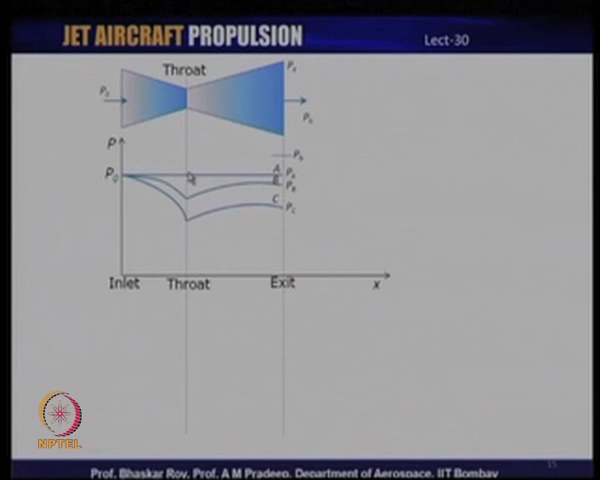 JET AIRCRAFT PROPULSION
Lect-30
Throat
P0
Pe
Pb
P
Pb
P0
A PA
B PB
C PC
Inlet Throat Exit x
NPTEL
15
Prof. Bhaskar Roy, Prof. A M Pradeep, Department of Aerospace, IIT Bombay